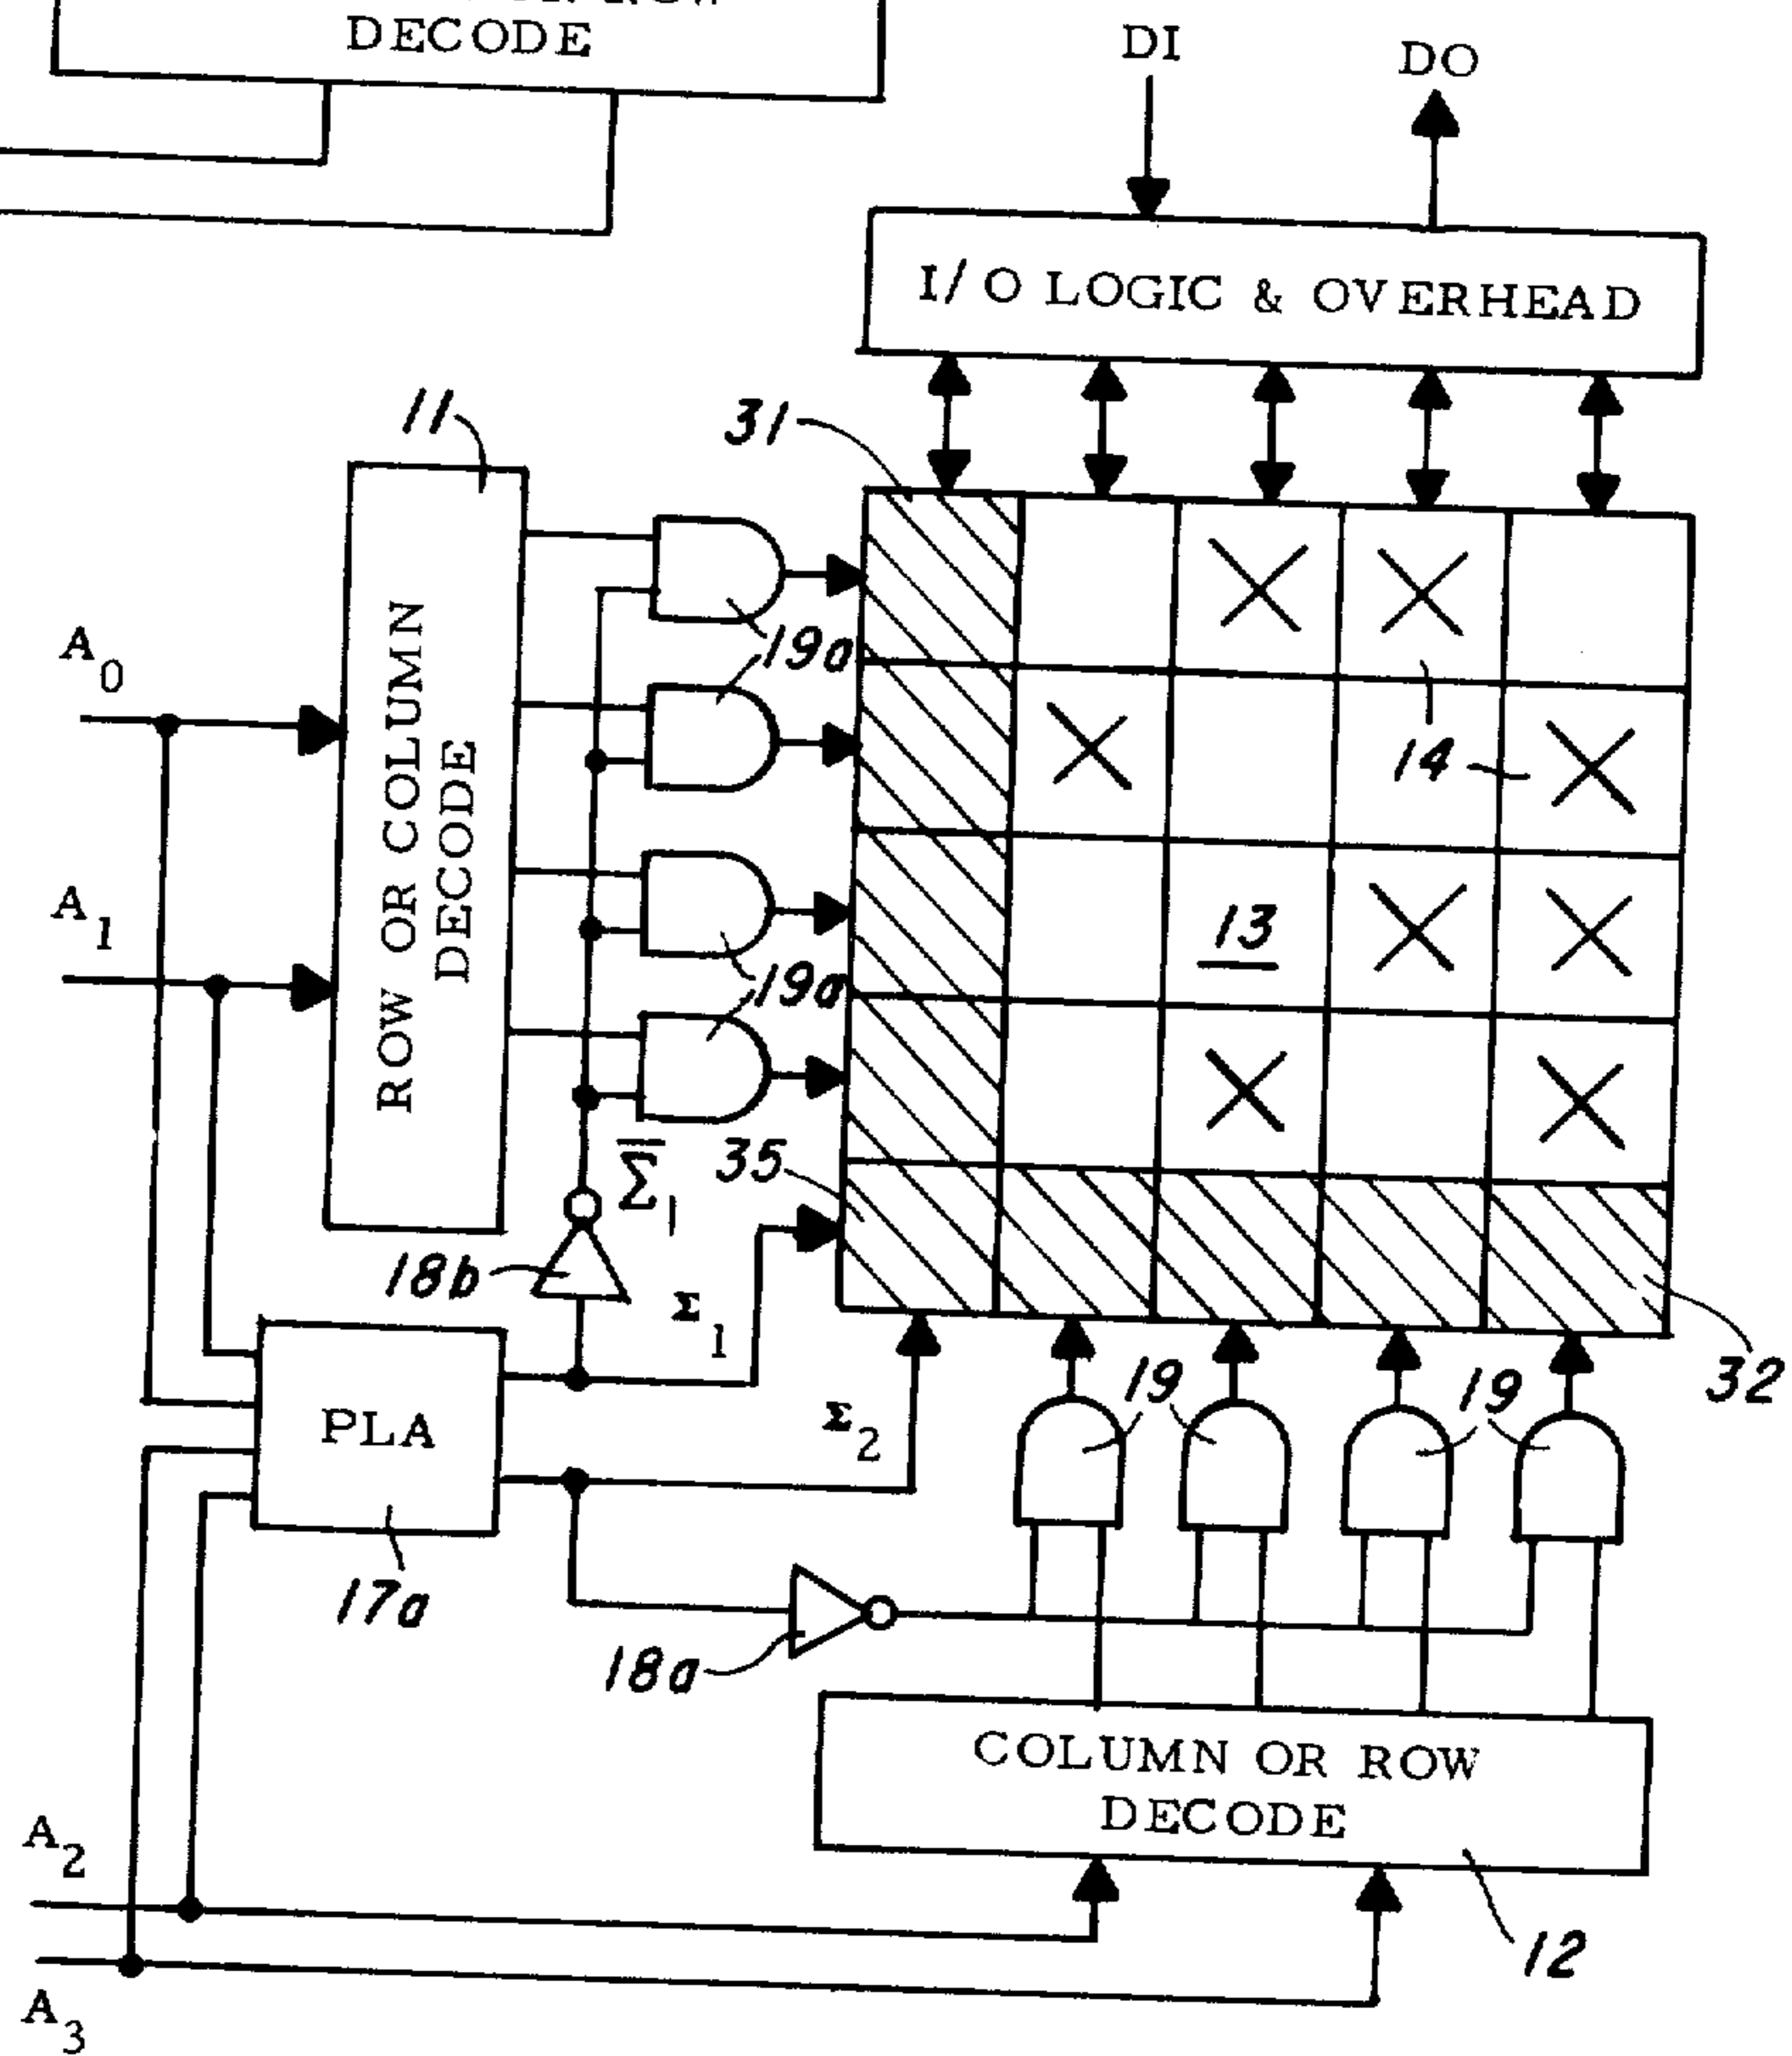 DECODE
DI
DO
I/O LOGIC & OVERHEAD
11
31
ROW OR COLUMN
DECODE
A0
A1
19a
14
13
19a
Σ̅1
35
18b
Σ1
32
PLA
Σ2
19
19
17a
18a
COLUMN OR ROW
DECODE
A2
12
A3